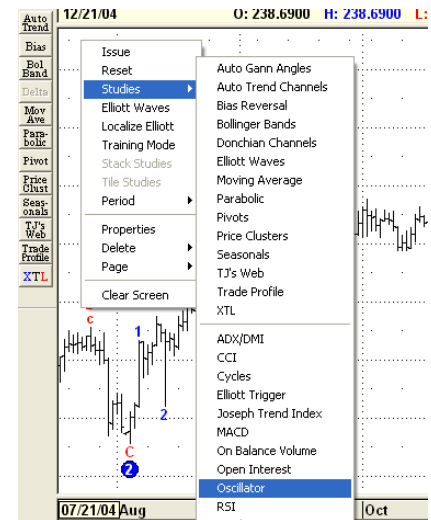 12/21/04 O: 238.6900 H: 238.6900 L:
Auto
Trend
Bias
Bol
Band
Delta
Mov
Ave
Para-
bolic
Pivot
Price
Clust
Seas-
onals
TJ's
Web
Trade
Profile
XTL
Issue
Reset
Studies
Elliott Waves
Localize Elliott
Training Mode
Stack Studies
Tile Studies
Period
Properties
Delete
Page
Clear Screen
Auto Gann Angles
Auto Trend Channels
Bias Reversal
Bollinger Bands
Donchian Channels
Elliott Waves
Moving Average
Parabolic
Pivots
Price Clusters
Seasonals
TJ's Web
Trade Profile
XTL
ADX/DMI
CCI
Cycles
Elliott Trigger
Joseph Trend Index
MACD
On Balance Volume
Open Interest
Oscillator
RSI
c
1
2
C
2
07/21/04 Aug Oct